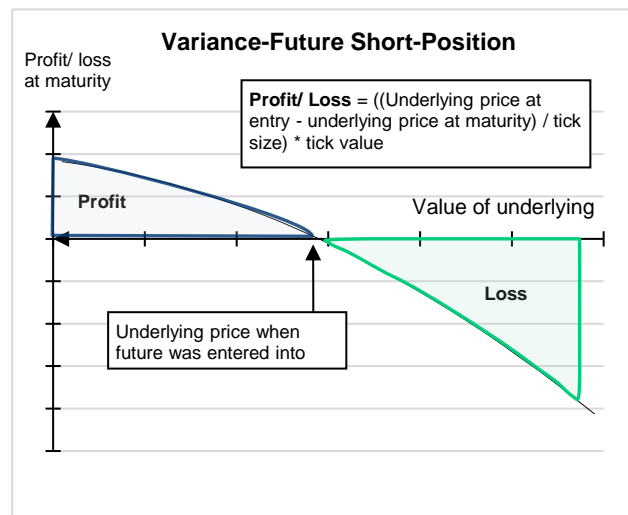 Variance-Future Short-Position
Profit/ loss
at maturity
Profit/ Loss = ((Underlying price at
entry - underlying price at maturity) / tick
size) * tick value
Profit
Value of underlying
Loss
Underlying price when
future was entered into